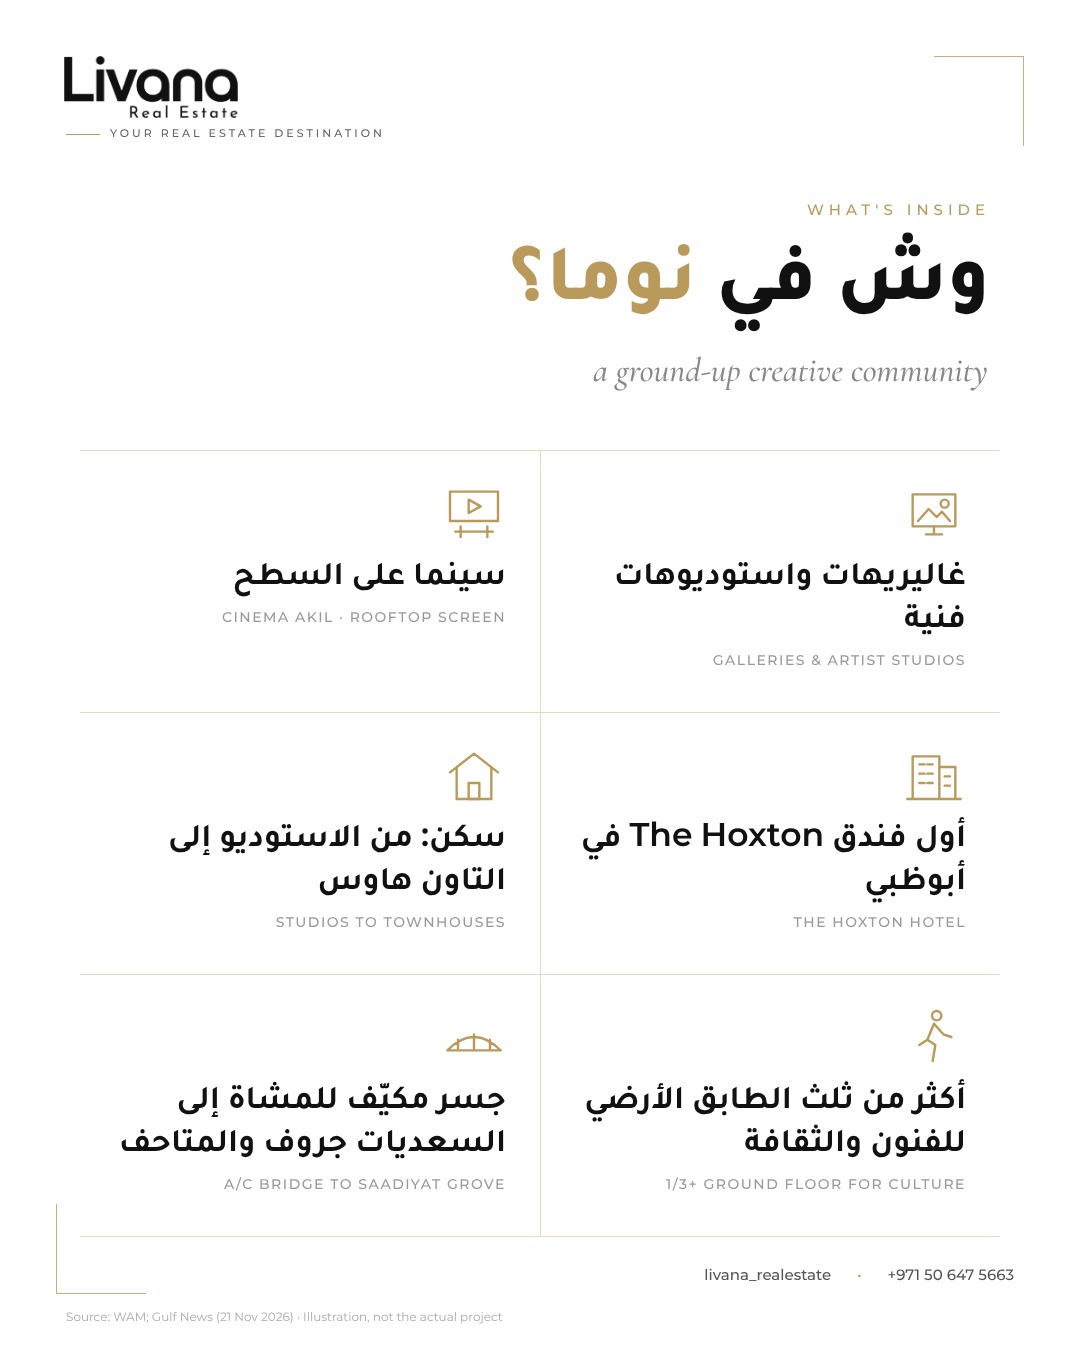 Livana
Real Estate
YOUR REAL ESTATE DESTINATION
WHAT'S INSIDE
وش في نوما؟
a ground-up creative community
غاليريهات واستوديوهات
فنية
GALLERIES & ARTIST STUDIOS
سينما على السطح
CINEMA AKIL · ROOFTOP SCREEN
أول فندق The Hoxton في
أبوظبي
THE HOXTON HOTEL
سكن: من الاستوديو إلى
التاون هاوس
STUDIOS TO TOWNHOUSES
أكثر من ثلث الطابق الأرضي
للفنون والثقافة
1/3+ GROUND FLOOR FOR CULTURE
جسر مكيّف للمشاة إلى
السعديات جروف والمتاحف
A/C BRIDGE TO SAADIYAT GROVE
livana_realestate · +971 50 647 5663
Source: WAM; Gulf News (21 Nov 2026) · Illustration, not the actual project